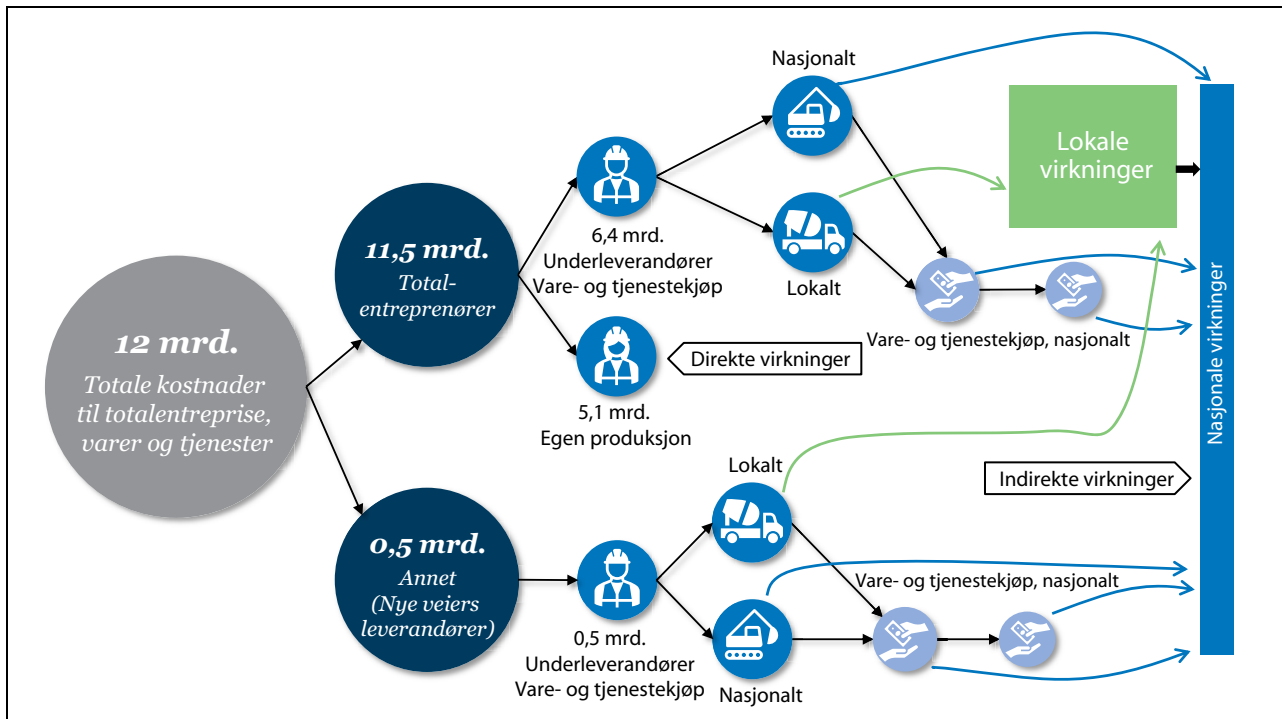 Nasjonalt
Lokale
virkninger
11,5 mrd.
Total-
entreprenører
6,4 mrd.
Underleverandører
Vare- og tjenestekjøp
Lokalt
12 mrd.
Totale kostnader
til totalentreprise,
varer og tjenester
Vare- og tjenestekjøp, nasjonalt
Direkte virkninger
5,1 mrd.
Egen produksjon
Nasjonale virkninger
Lokalt
Indirekte virkninger
0,5 mrd.
Annet
(Nye veiers
leverandører)
Vare- og tjenestekjøp, nasjonalt
0,5 mrd.
Underleverandører
Vare- og tjenestekjøp
Nasjonalt